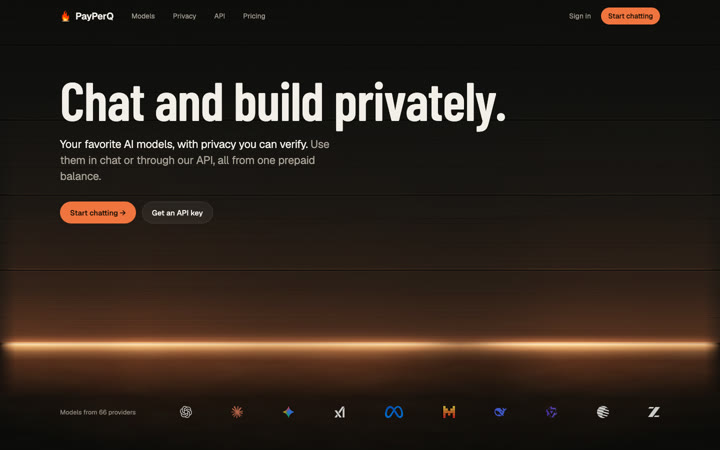 PayPerQ
Models
Privacy
API
Pricing
Sign in
Start chatting
Chat and build privately.
Your favorite AI models, with privacy you can verify. Use
them in chat or through our API, all from one prepaid
balance.
Start chatting →
Get an API key
Models from 66 providers